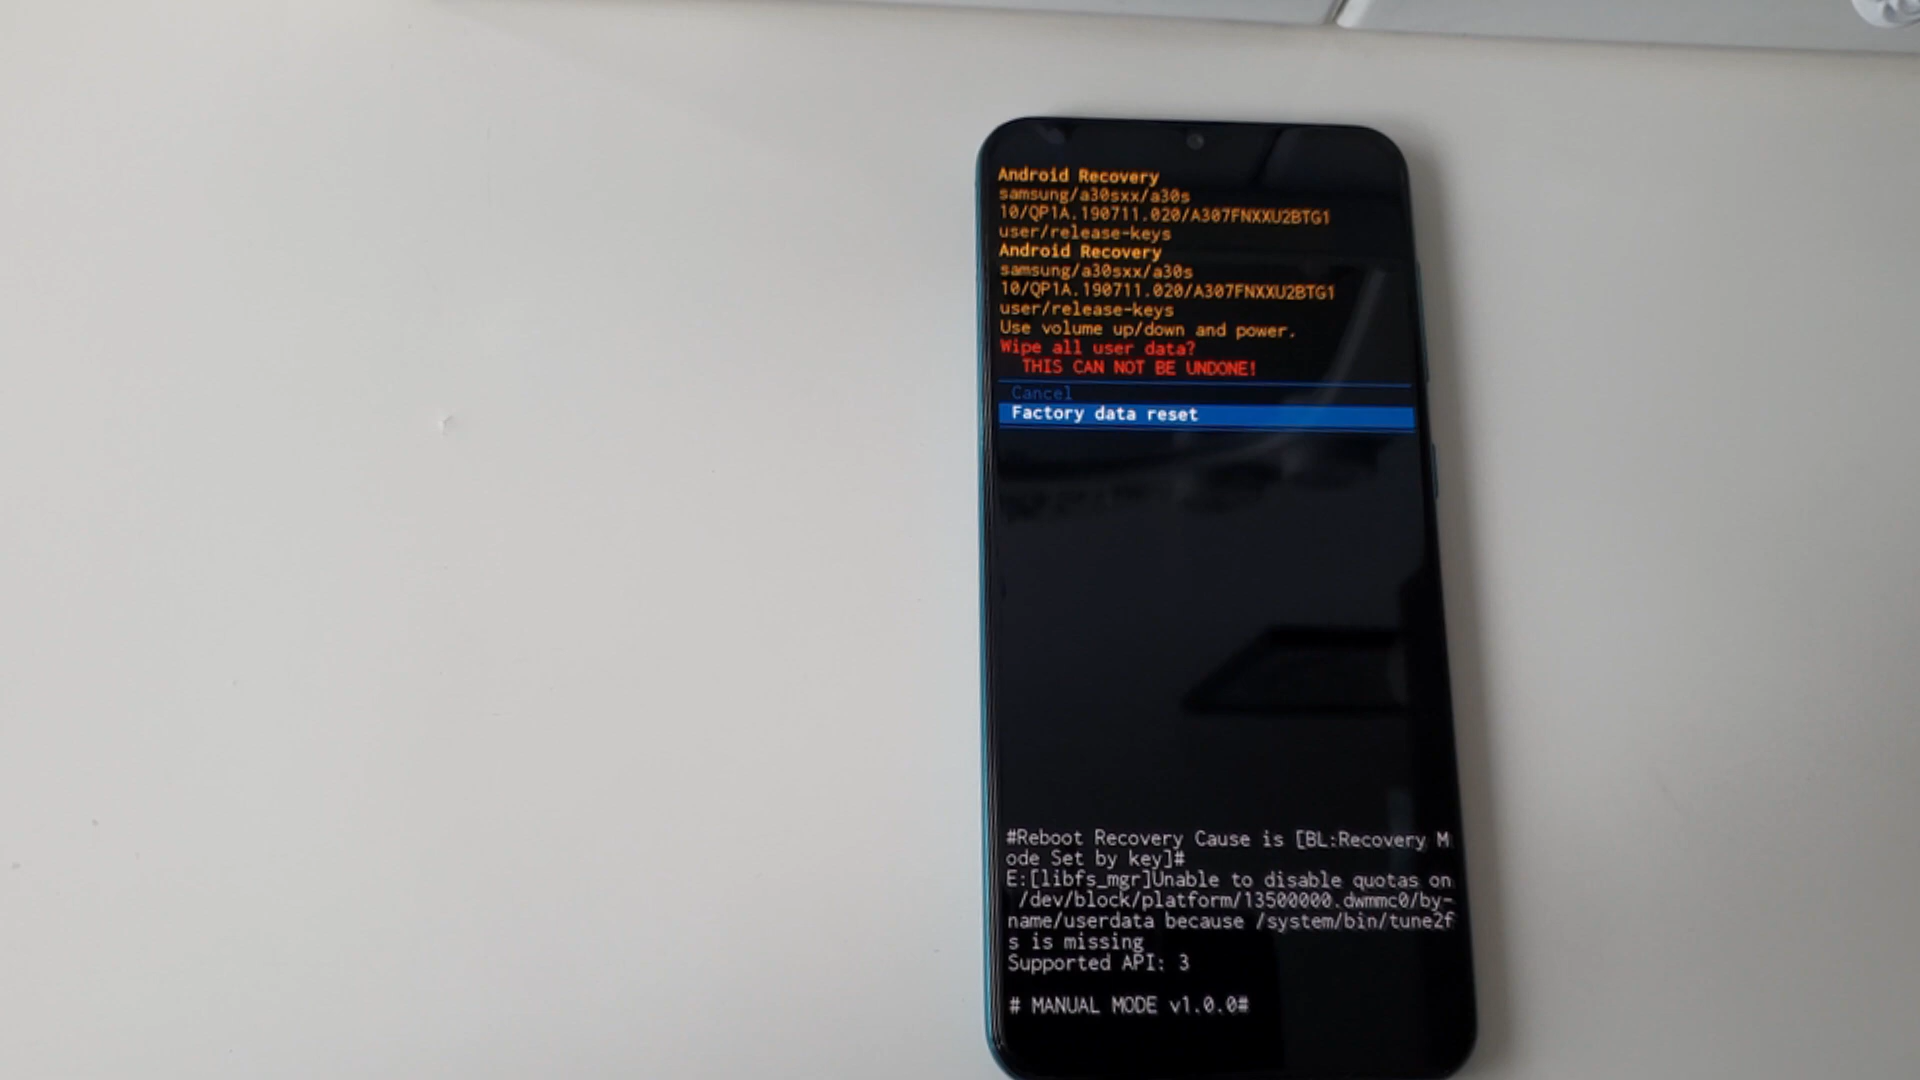 Android Recovery
samsung/a30sxx/a30s
10/QP1A.190711.020/A307FNXXU2BTG1
user/release-keys
Android Recovery
samsung/a30sxx/a30s
10/QP1A.190711.020/A307FNXXU2BTG1
user/release-keys
Use volume up/down and power.
Wipe all user data?
THIS CAN NOT BE UNDONE!
Cancel
Factory data reset
#Reboot Recovery Cause is [BL:Recovery M
ode Set by key]#
E:[libfs_mgr]Unable to disable quotas on
/dev/block/platform/13500000.dwmmc0/by-
name/userdata because /system/bin/tune2f
s is missing
Supported API: 3
# MANUAL MODE v1.0.0#